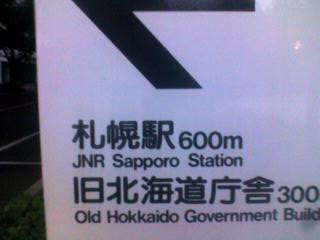 札幌駅600m
JNR Sapporo Station
旧北海道庁舎300
Old Hokkaido Government Build